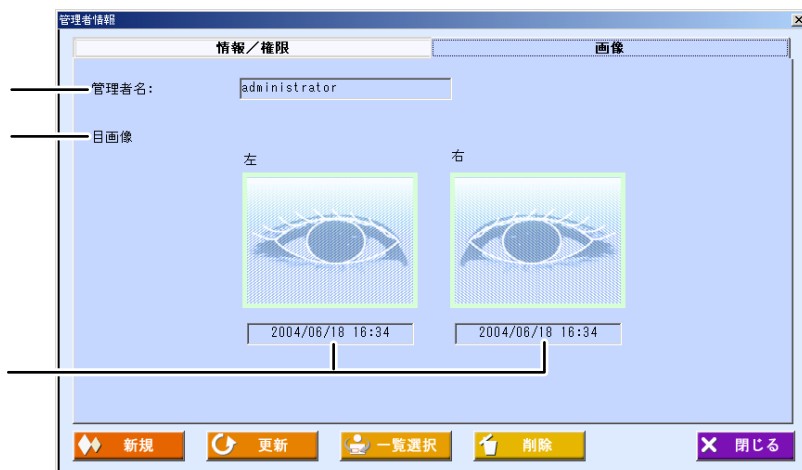 管理者情報
情報／権限
画像
管理者名:
administrator
目画像
左
右
2004/06/18 16:34
2004/06/18 16:34
新規
更新
一覧選択
削除
閉じる